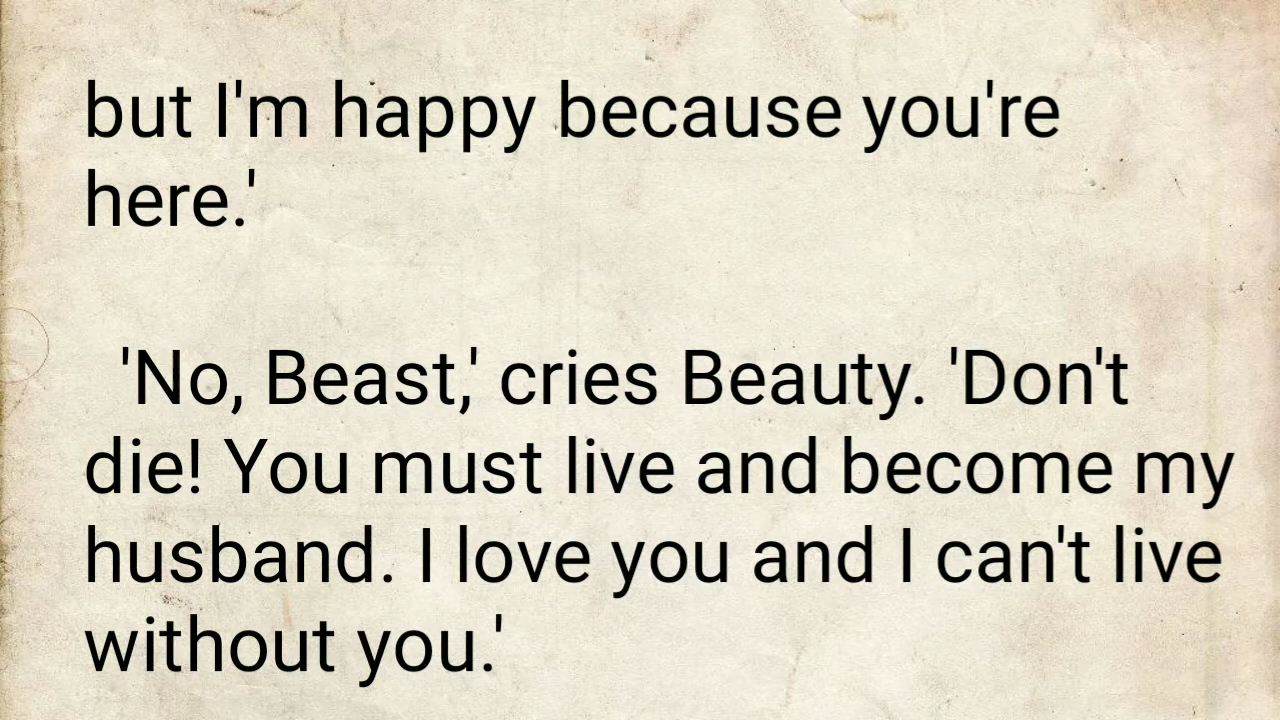 but I'm happy because you're
here.'
'No, Beast,' cries Beauty. 'Don't
die! You must live and become my
husband. I love you and I can't live
without you.'